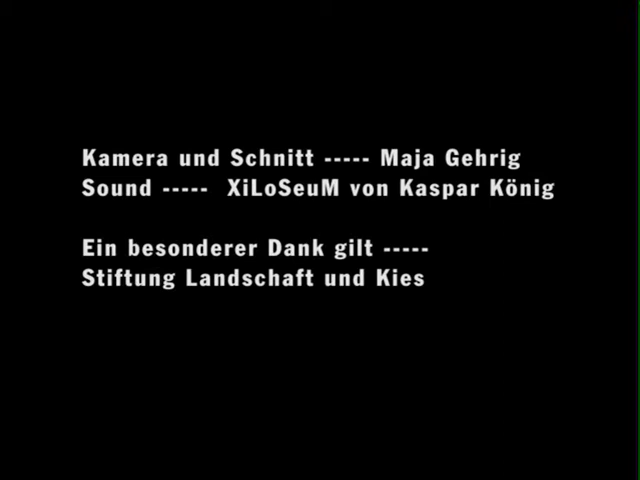 Kamera und Schnitt ----- Maja Gehrig
Sound ----- XiLoSeuM von Kaspar König
Ein besonderer Dank gilt -----
Stiftung Landschaft und Kies